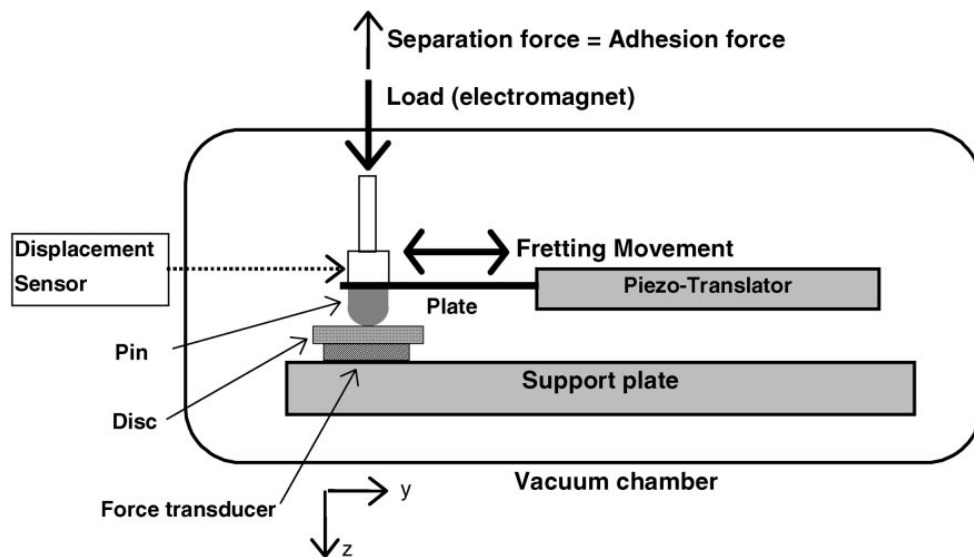 Separation force = Adhesion force
Load (electromagnet)
Displacement
Sensor
Fretting Movement
Piezo-Translator
Plate
Pin
Support plate
Disc
Vacuum chamber
Force transducer
y
z